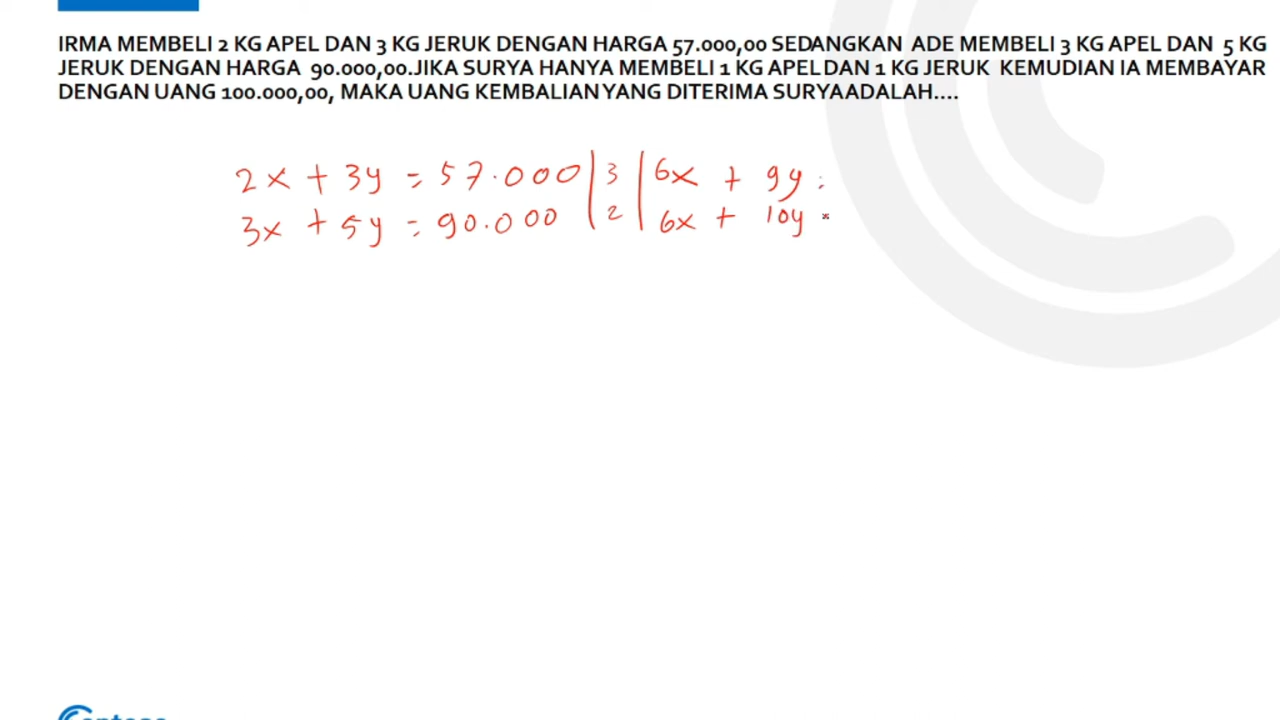 IRMA MEMBELI 2 KG APEL DAN 3 KG JERUK DENGAN HARGA 57.000,00 SEDANGKAN ADE MEMBELI 3 KG APEL DAN 5 KG
JERUK DENGAN HARGA 90.000,00.JIKA SURYA HANYA MEMBELI 1 KG APEL DAN 1 KG JERUK KEMUDIAN IA MEMBAYAR
DENGAN UANG 100.000,00, MAKA UANG KEMBALIAN YANG DITERIMA SURYAADALAH....
2x + 3y = 57.000 | 3 | 6x + 9y :
3x + 5y = 90.000 | 2 | 6x + 10y